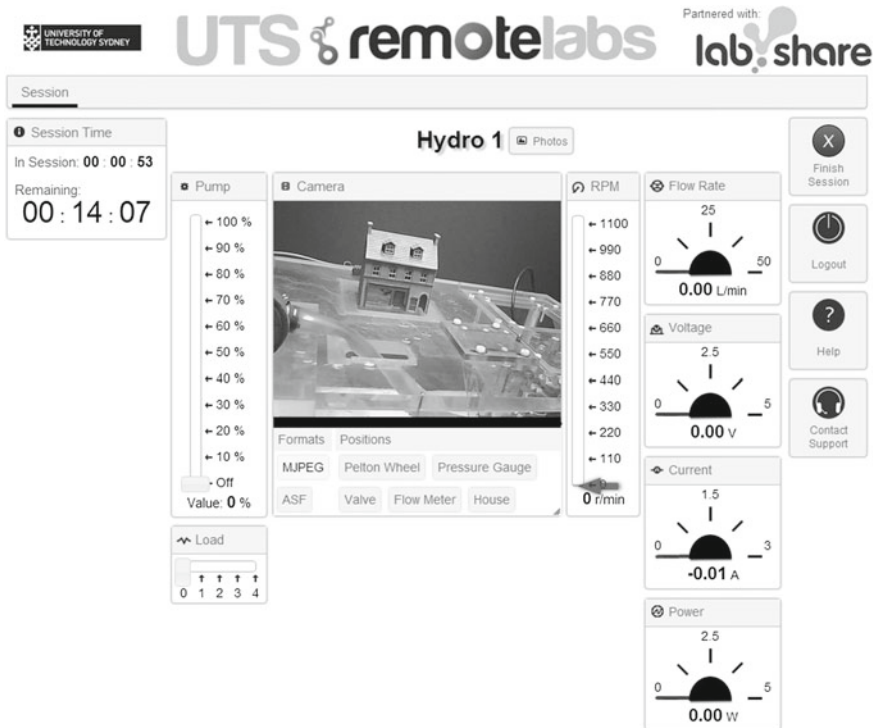 UNIVERSITY OF
TECHNOLOGY SYDNEY
UTS remotelabs
Partnered with:
labshare
Session
Session Time
In Session: 00 : 00 : 53
Remaining:
00 : 14 : 07
Hydro 1
Photos
Pump
100 %
90 %
80 %
70 %
60 %
50 %
40 %
30 %
20 %
10 %
Off
Value: 0 %
Load
0 1 2 3 4
Camera
Formats Positions
MJPEG Pelton Wheel Pressure Gauge
ASF Valve Flow Meter House
RPM
1100
990
880
770
660
550
440
330
220
110
0 r/min
Flow Rate
25
0 50
0.00 L/min
Voltage
2.5
0 5
0.00 V
Current
1.5
0 3
-0.01 A
Power
2.5
0 5
0.00 W
X
Finish
Session
Logout
?
Help
Contact
Support